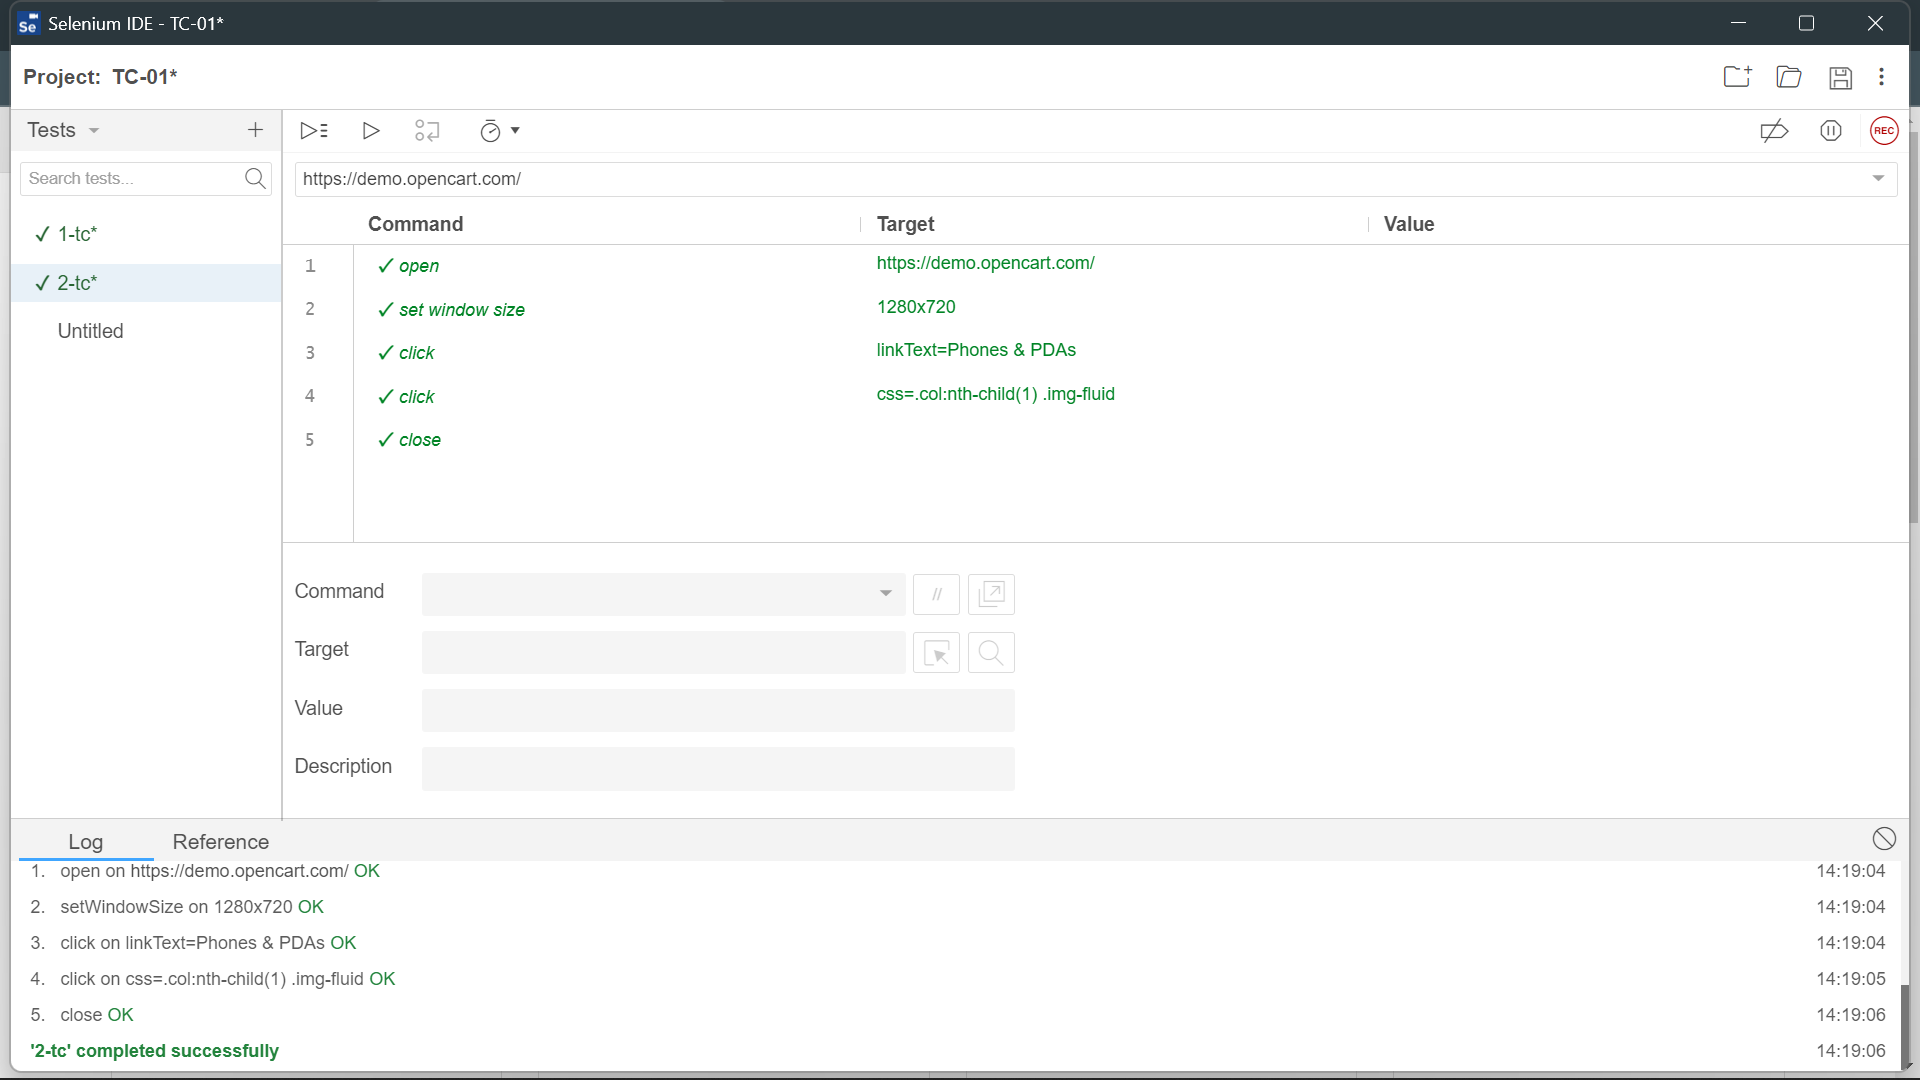 Selenium IDE - TC-01*
Project: TC-01*
Tests
Search tests...
1-tc*
2-tc*
Untitled
REC
https://demo.opencart.com/
Command Target Value
1 open https://demo.opencart.com/
2 set window size 1280x720
3 click linkText=Phones & PDAs
4 click css=.col:nth-child(1) .img-fluid
5 close
Command //
Target
Value
Description
Log Reference
1. open on https://demo.opencart.com/ OK 14:19:04
2. setWindowSize on 1280x720 OK 14:19:04
3. click on linkText=Phones & PDAs OK 14:19:04
4. click on css=.col:nth-child(1) .img-fluid OK 14:19:05
5. close OK 14:19:06
'2-tc' completed successfully 14:19:06